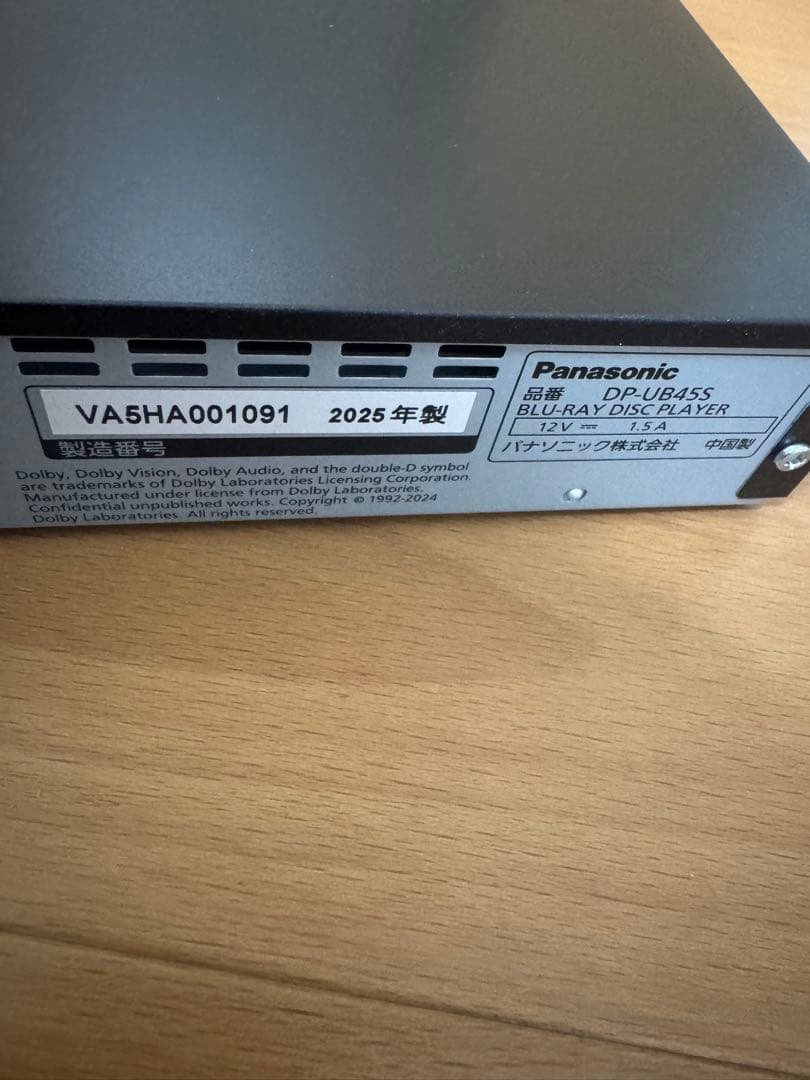 VA5HA001091 2025年製
製造番号
Dolby, Dolby Vision, Dolby Audio, and the double-D symbol
are trademarks of Dolby Laboratories Licensing Corporation.
Manufactured under license from Dolby Laboratories.
Confidential unpublished works. Copyright © 1992-2024
Dolby Laboratories. All rights reserved.
Panasonic
品番 DP-UB45S
BLU-RAY DISC PLAYER
12V ⎓ 1.5A
パナソニック株式会社 中国製